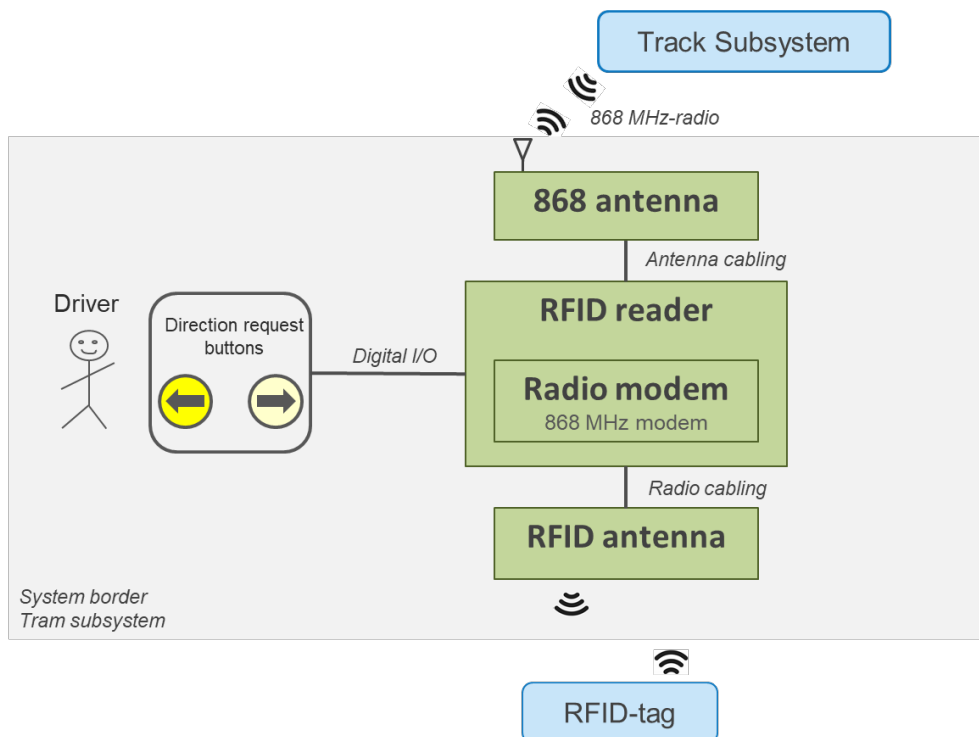 Track Subsystem
868 MHz-radio
868 antenna
Antenna cabling
Driver
Direction request
buttons
Digital I/O
RFID reader
Radio modem
868 MHz modem
Radio cabling
RFID antenna
System border
Tram subsystem
RFID-tag